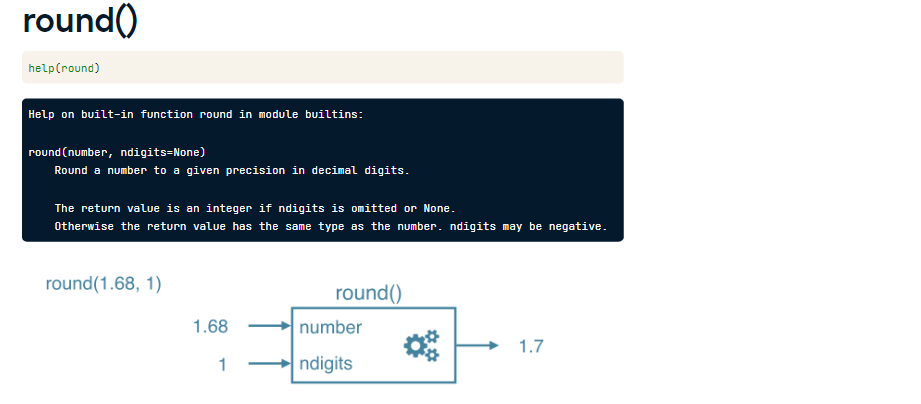 round()
help(round)
Help on built-in function round in module builtins:
round(number, ndigits=None)
Round a number to a given precision in decimal digits.
The return value is an integer if ndigits is omitted or None.
Otherwise the return value has the same type as the number. ndigits may be negative.
round(1.68, 1)
round()
1.68 number
1.7
1 ndigits